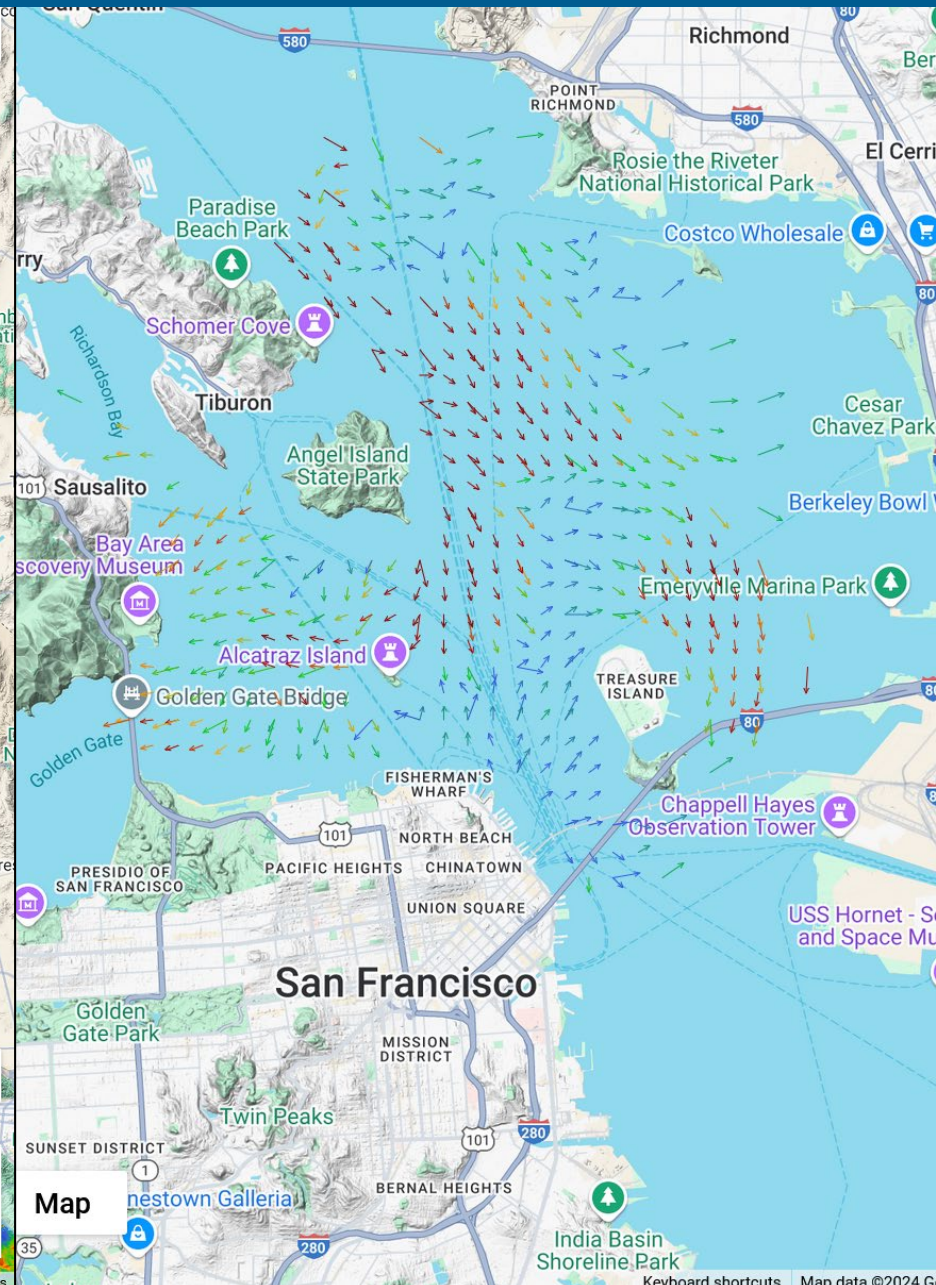 San Quentin
580
80
Richmond
POINT
RICHMOND
580
El Cerri
Rosie the Riveter
National Historical Park
Paradise
Beach Park
Costco Wholesale
rry
80
Schomer Cove
Richardson Bay
Tiburon
Cesar
Chavez Park
Angel Island
State Park
101
Sausalito
Berkeley Bowl
Bay Area
scovery Museum
Emeryville Marina Park
Alcatraz Island
TREASURE
ISLAND
Golden Gate Bridge
80
80
Golden Gate
FISHERMAN'S
WHARF
Chappell Hayes
Observation Tower
101
NORTH BEACH
PACIFIC HEIGHTS
CHINATOWN
PRESIDIO OF
SAN FRANCISCO
UNION SQUARE
USS Hornet - S
and Space Mu
San Francisco
Golden
Gate Park
MISSION
DISTRICT
Twin Peaks
101
280
SUNSET DISTRICT
1
BERNAL HEIGHTS
Map
nestown Galleria
35
280
India Basin
Shoreline Park
Keyboard shortcuts
Map data ©2024 G